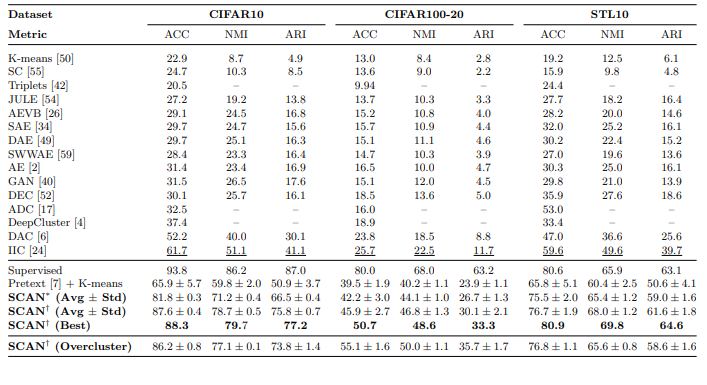 Dataset CIFAR10 CIFAR100-20 STL10
Metric ACC NMI ARI ACC NMI ARI ACC NMI ARI
K-means [50] 22.9 8.7 4.9 13.0 8.4 2.8 19.2 12.5 6.1
SC [55] 24.7 10.3 8.5 13.6 9.0 2.2 15.9 9.8 4.8
Triplets [42] 20.5 – – 9.94 – – 24.4 – –
JULE [54] 27.2 19.2 13.8 13.7 10.3 3.3 27.7 18.2 16.4
AEVB [26] 29.1 24.5 16.8 15.2 10.8 4.0 28.2 20.0 14.6
SAE [34] 29.7 24.7 15.6 15.7 10.9 4.4 32.0 25.2 16.1
DAE [49] 29.7 25.1 16.3 15.1 11.1 4.6 30.2 22.4 15.2
SWWAE [59] 28.4 23.3 16.4 14.7 10.3 3.9 27.0 19.6 13.6
AE [2] 31.4 23.4 16.9 16.5 10.0 4.7 30.3 25.0 16.1
GAN [40] 31.5 26.5 17.6 15.1 12.0 4.5 29.8 21.0 13.9
DEC [52] 30.1 25.7 16.1 18.5 13.6 5.0 35.9 27.6 18.6
ADC [17] 32.5 – – 16.0 – – 53.0 – –
DeepCluster [4] 37.4 – – 18.9 – – 33.4 – –
DAC [6] 52.2 40.0 30.1 23.8 18.5 8.8 47.0 36.6 25.6
IIC [24] 61.7 51.1 41.1 25.7 22.5 11.7 59.6 49.6 39.7
Supervised 93.8 86.2 87.0 80.0 68.0 63.2 80.6 65.9 63.1
Pretext [7] + K-means 65.9 ± 5.7 59.8 ± 2.0 50.9 ± 3.7 39.5 ± 1.9 40.2 ± 1.1 23.9 ± 1.1 65.8 ± 5.1 60.4 ± 2.5 50.6 ± 4.1
SCAN* (Avg ± Std) 81.8 ± 0.3 71.2 ± 0.4 66.5 ± 0.4 42.2 ± 3.0 44.1 ± 1.0 26.7 ± 1.3 75.5 ± 2.0 65.4 ± 1.2 59.0 ± 1.6
SCAN† (Avg ± Std) 87.6 ± 0.4 78.7 ± 0.5 75.8 ± 0.7 45.9 ± 2.7 46.8 ± 1.3 30.1 ± 2.1 76.7 ± 1.9 68.0 ± 1.2 61.6 ± 1.8
SCAN† (Best) 88.3 79.7 77.2 50.7 48.6 33.3 80.9 69.8 64.6
SCAN† (Overcluster) 86.2 ± 0.8 77.1 ± 0.1 73.8 ± 1.4 55.1 ± 1.6 50.0 ± 1.1 35.7 ± 1.7 76.8 ± 1.1 65.6 ± 0.8 58.6 ± 1.6